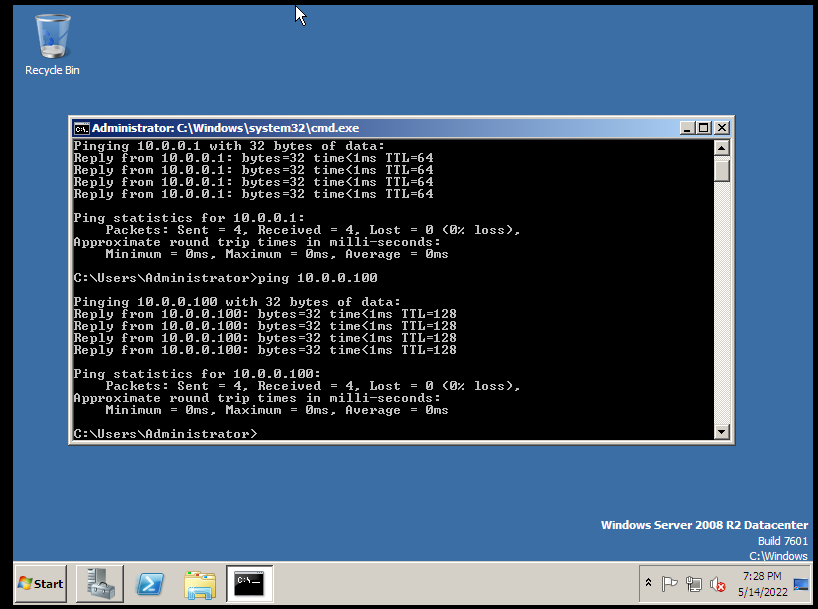 Recycle Bin
Administrator: C:\Windows\system32\cmd.exe
Pinging 10.0.0.1 with 32 bytes of data:
Reply from 10.0.0.1: bytes=32 time<1ms TTL=64
Reply from 10.0.0.1: bytes=32 time<1ms TTL=64
Reply from 10.0.0.1: bytes=32 time<1ms TTL=64
Reply from 10.0.0.1: bytes=32 time<1ms TTL=64
Ping statistics for 10.0.0.1:
    Packets: Sent = 4, Received = 4, Lost = 0 (0% loss),
Approximate round trip times in milli-seconds:
    Minimum = 0ms, Maximum = 0ms, Average = 0ms
C:\Users\Administrator>ping 10.0.0.100
Pinging 10.0.0.100 with 32 bytes of data:
Reply from 10.0.0.100: bytes=32 time<1ms TTL=128
Reply from 10.0.0.100: bytes=32 time<1ms TTL=128
Reply from 10.0.0.100: bytes=32 time<1ms TTL=128
Reply from 10.0.0.100: bytes=32 time<1ms TTL=128
Ping statistics for 10.0.0.100:
    Packets: Sent = 4, Received = 4, Lost = 0 (0% loss),
Approximate round trip times in milli-seconds:
    Minimum = 0ms, Maximum = 0ms, Average = 0ms
C:\Users\Administrator>
Windows Server 2008 R2 Datacenter
Build 7601
C:\Windows
Start
7:28 PM
5/14/2022